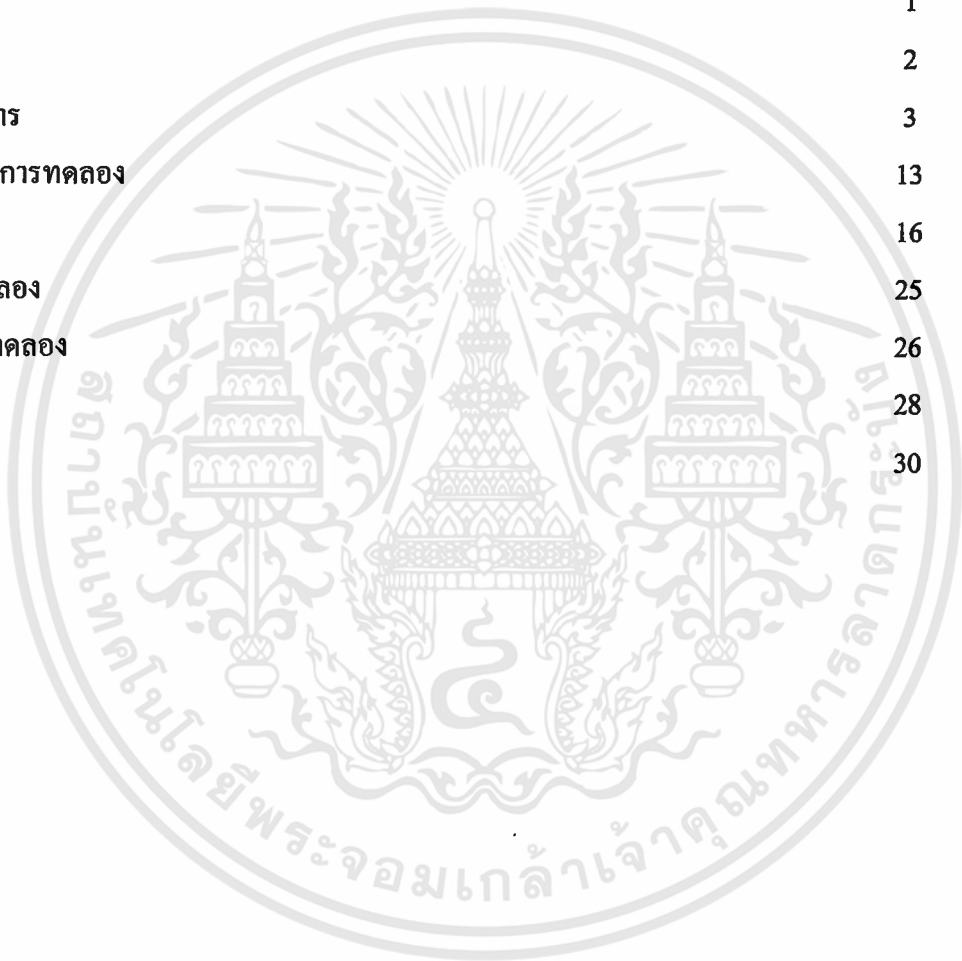 1
2
าร 3
การทดลอง 13
16
ลอง 25
ทดลอง 26
28
30
สถาบันเทคโนโลยีพระจอมเกล้าเจ้าคุณทหารลาดกระบัง